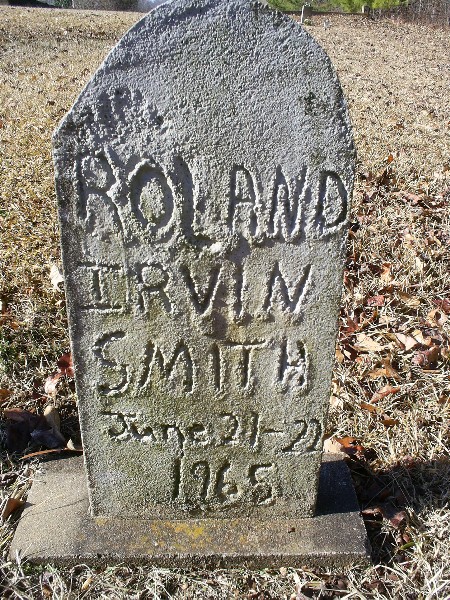 ROLAND
IRVIN
SMITH
June 21-22
1965